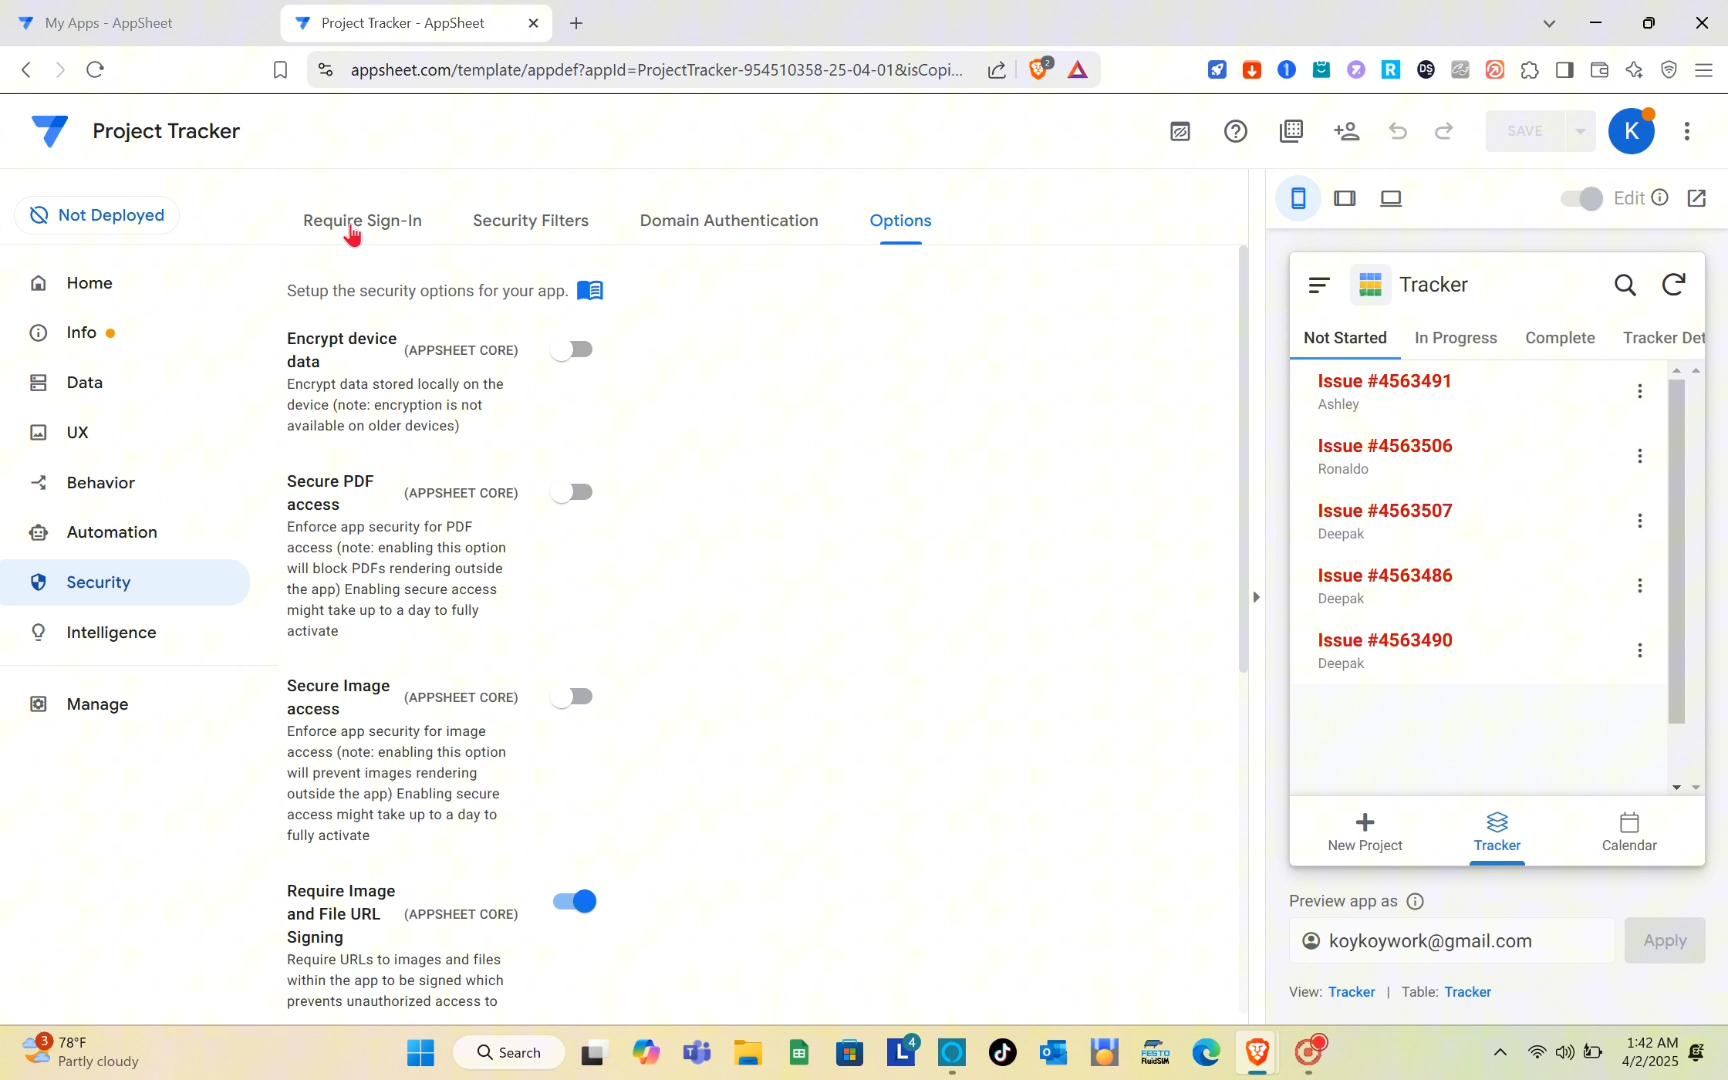 My Apps - AppSheet
Project Tracker - AppSheet
appsheet.com/template/appdef?appId=ProjectTracker-954510358-25-04-01&isCopi...
2
R
DS
Project Tracker
SAVE
K
Not Deployed
Require Sign-In
Security Filters
Domain Authentication
Options
Edit
Home
Info
Data
UX
Behavior
Automation
Security
Intelligence
Manage
Setup the security options for your app.
Encrypt device
data
(APPSHEET CORE)
Encrypt data stored locally on the
device (note: encryption is not
available on older devices)
Secure PDF
access
(APPSHEET CORE)
Enforce app security for PDF
access (note: enabling this option
will block PDFs rendering outside
the app) Enabling secure access
might take up to a day to fully
activate
Secure Image
access
(APPSHEET CORE)
Enforce app security for image
access (note: enabling this option
will prevent images rendering
outside the app) Enabling secure
access might take up to a day to
fully activate
Require Image
and File URL
Signing
(APPSHEET CORE)
Require URLs to images and files
within the app to be signed which
prevents unauthorized access to
Tracker
Not Started
In Progress
Complete
Tracker Det
Issue #4563491
Ashley
Issue #4563506
Ronaldo
Issue #4563507
Deepak
Issue #4563486
Deepak
Issue #4563490
Deepak
New Project
Tracker
Calendar
Preview app as
koykoywork@gmail.com
Apply
View: Tracker | Table: Tracker
3
78°F
Partly cloudy
Search
L
4
FESTO
FluidSIM
1:42 AM
4/2/2025